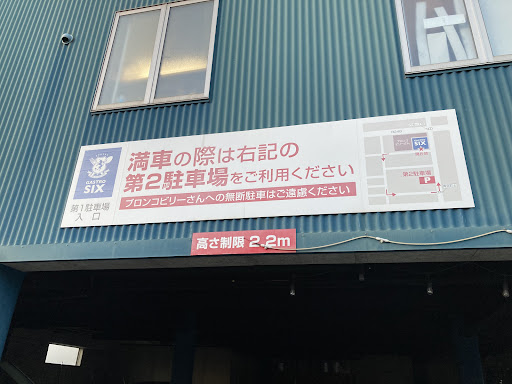 GASTRO
SIX
第1駐車場
入口
満車の際は右記の
第2駐車場をご利用ください
ブロンコビリーさんへの無断駐車はご遠慮ください
SIX
第2駐車場
P
高さ制限 2.2m